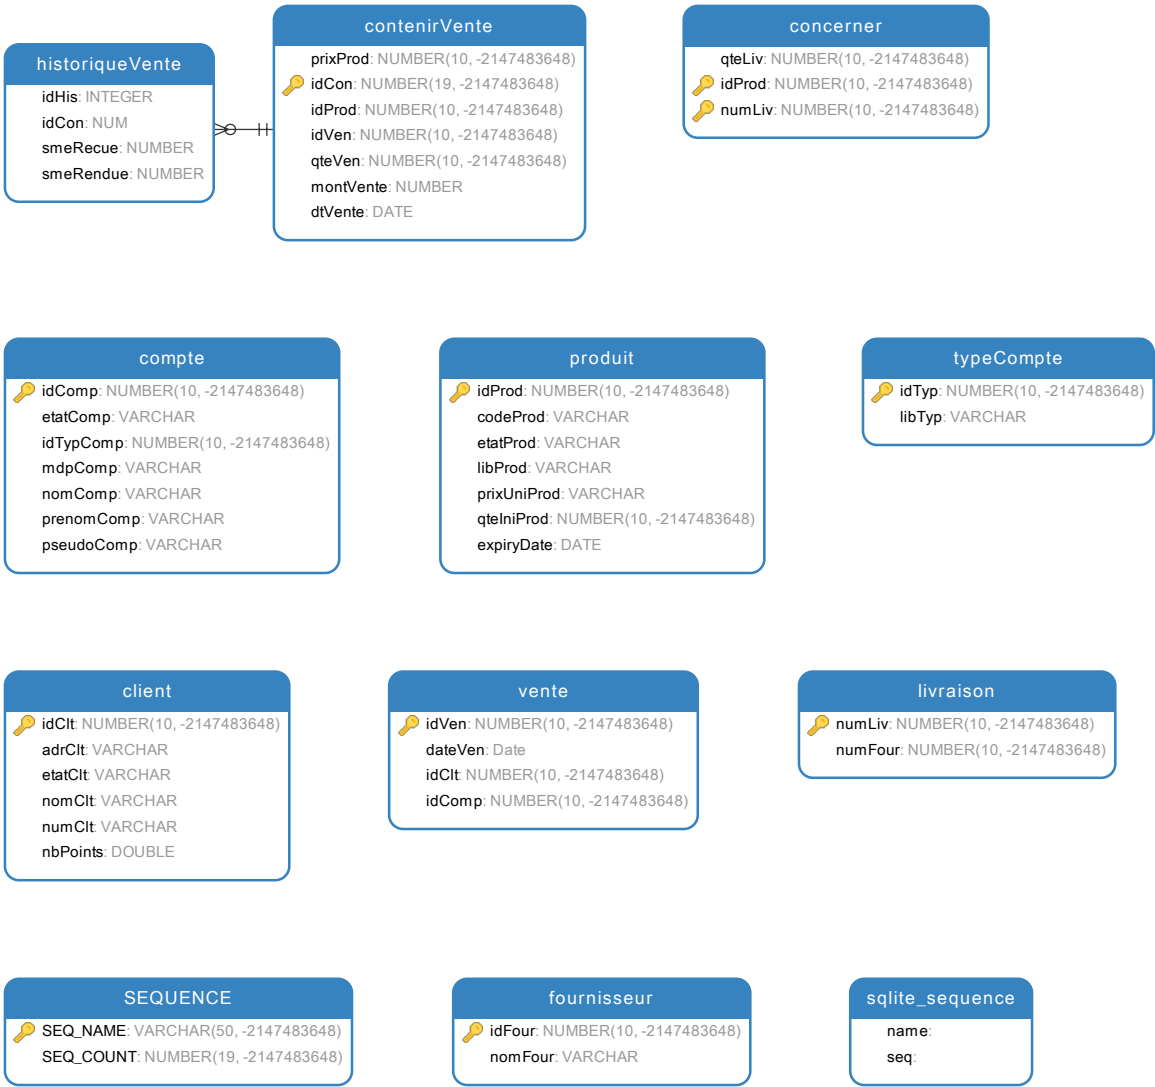 historiqueVente
idHis: INTEGER
idCon: NUM
smeRecue: NUMBER
smeRendue: NUMBER
contenirVente
prixProd: NUMBER(10, -2147483648)
idCon: NUMBER(19, -2147483648)
idProd: NUMBER(10, -2147483648)
idVen: NUMBER(10, -2147483648)
qteVen: NUMBER(10, -2147483648)
montVente: NUMBER
dtVente: DATE
concerner
qteLiv: NUMBER(10, -2147483648)
idProd: NUMBER(10, -2147483648)
numLiv: NUMBER(10, -2147483648)
compte
idComp: NUMBER(10, -2147483648)
etatComp: VARCHAR
idTypComp: NUMBER(10, -2147483648)
mdpComp: VARCHAR
nomComp: VARCHAR
prenomComp: VARCHAR
pseudoComp: VARCHAR
produit
idProd: NUMBER(10, -2147483648)
codeProd: VARCHAR
etatProd: VARCHAR
libProd: VARCHAR
prixUniProd: VARCHAR
qteIniProd: NUMBER(10, -2147483648)
expiryDate: DATE
typeCompte
idTyp: NUMBER(10, -2147483648)
libTyp: VARCHAR
client
idClt: NUMBER(10, -2147483648)
adrClt: VARCHAR
etatClt: VARCHAR
nomClt: VARCHAR
numClt: VARCHAR
nbPoints: DOUBLE
vente
idVen: NUMBER(10, -2147483648)
dateVen: Date
idClt: NUMBER(10, -2147483648)
idComp: NUMBER(10, -2147483648)
livraison
numLiv: NUMBER(10, -2147483648)
numFour: NUMBER(10, -2147483648)
SEQUENCE
SEQ_NAME: VARCHAR(50, -2147483648)
SEQ_COUNT: NUMBER(19, -2147483648)
fournisseur
idFour: NUMBER(10, -2147483648)
nomFour: VARCHAR
sqlite_sequence
name:
seq: